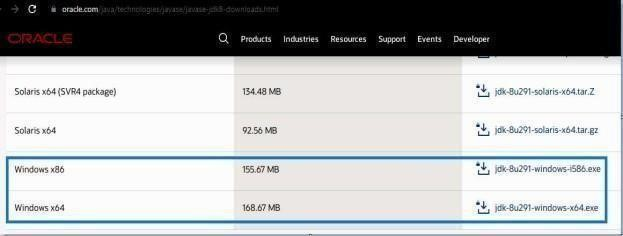 oracle.com/java/technologies/javase/javase-jdk8-downloads.html
ORACLE
Products Industries Resources Support Events Developer
Solaris x64 (SVR4 package) 134.48 MB jdk-8u291-solaris-x64.tar.Z
Solaris x64 92.56 MB jdk-8u291-solaris-x64.tar.gz
Windows x86 155.67 MB jdk-8u291-windows-i586.exe
Windows x64 168.67 MB jdk-8u291-windows-x64.exe